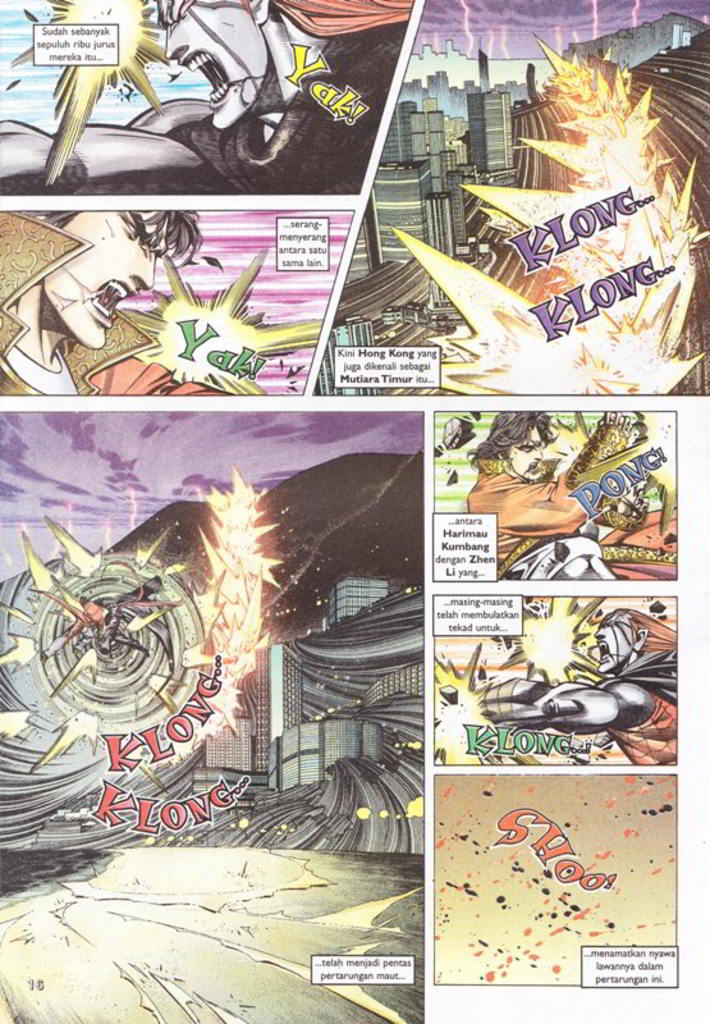 Sudah sebanyak
sepuluh ribu jurus
mereka itu...
Yak!
...serang-
menyerang
antara satu
sama lain.
Yak!
KLONG...
KLONG...
Kini Hong Kong yang
juga dikenali sebagai
Mutiara Timur itu...
KLONG...
KLONG...
...telah menjadi pentas
pertarungan maut...
16
PONG!
...antara
Harimau
Kumbang
dengan Zhen
Li yang...
...masing-masing
telah membulatkan
tekad untuk...
KLONG...!
SHOO!
...menamatkan nyawa
lawannya dalam
pertarungan ini.